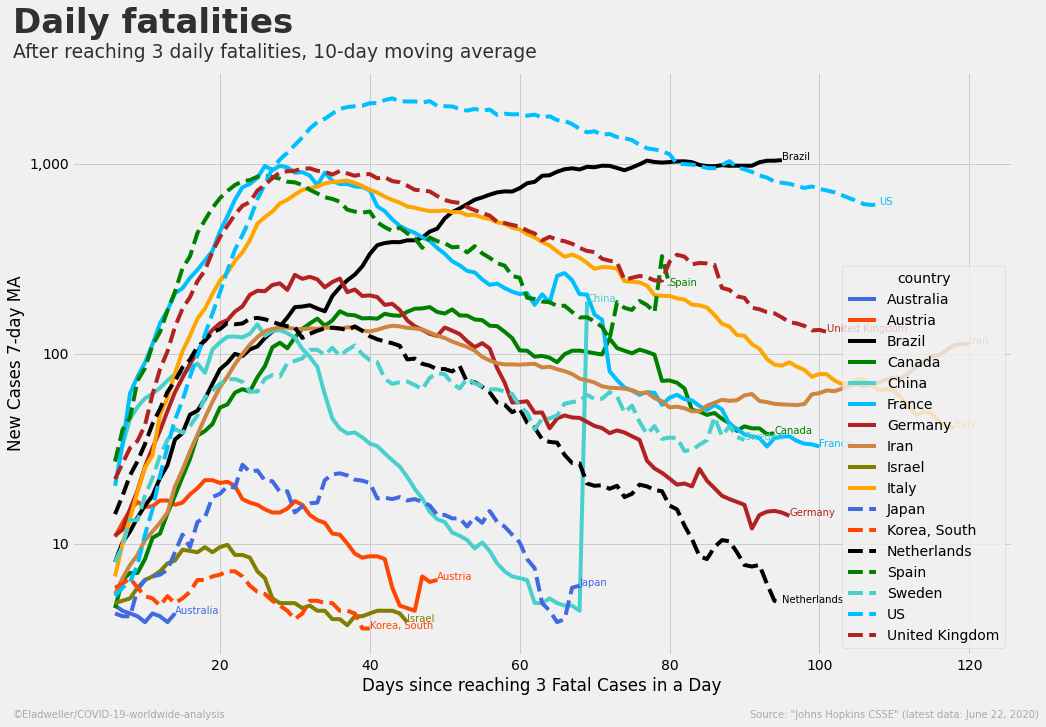 Daily fatalities
After reaching 3 daily fatalities, 10-day moving average
New Cases 7-day MA
1,000
100
10
Brazil
US
Spain
China
United Kingdom
Iran
Italy
Canada
Sweden
France
Germany
Netherlands
Japan
Austria
Israel
Korea, South
Australia
country
Australia
Austria
Brazil
Canada
China
France
Germany
Iran
Israel
Italy
Japan
Korea, South
Netherlands
Spain
Sweden
US
United Kingdom
20
40
60
80
100
120
Days since reaching 3 Fatal Cases in a Day
©Eladweller/COVID-19-worldwide-analysis
Source: "Johns Hopkins CSSE" (latest data: June 22, 2020)